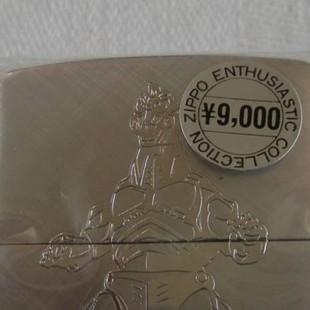 ZIPPO ENTHUSIASTIC COLLECTION
¥9,000